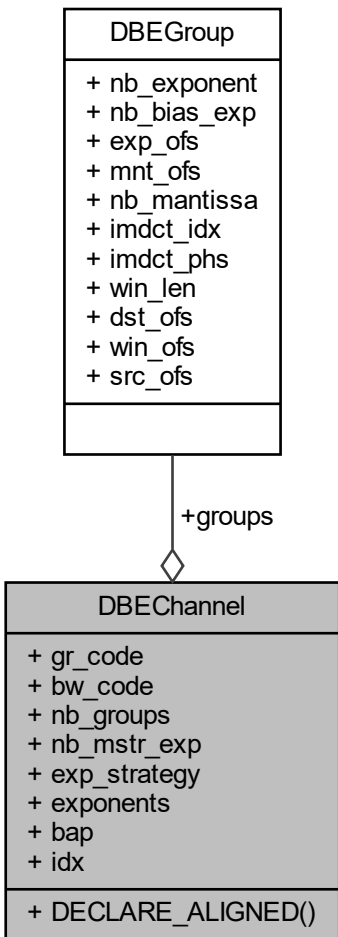 DBEGroup
+ nb_exponent
+ nb_bias_exp
+ exp_ofs
+ mnt_ofs
+ nb_mantissa
+ imdct_idx
+ imdct_phs
+ win_len
+ dst_ofs
+ win_ofs
+ src_ofs
+groups
DBEChannel
+ gr_code
+ bw_code
+ nb_groups
+ nb_mstr_exp
+ exp_strategy
+ exponents
+ bap
+ idx
+ DECLARE_ALIGNED()